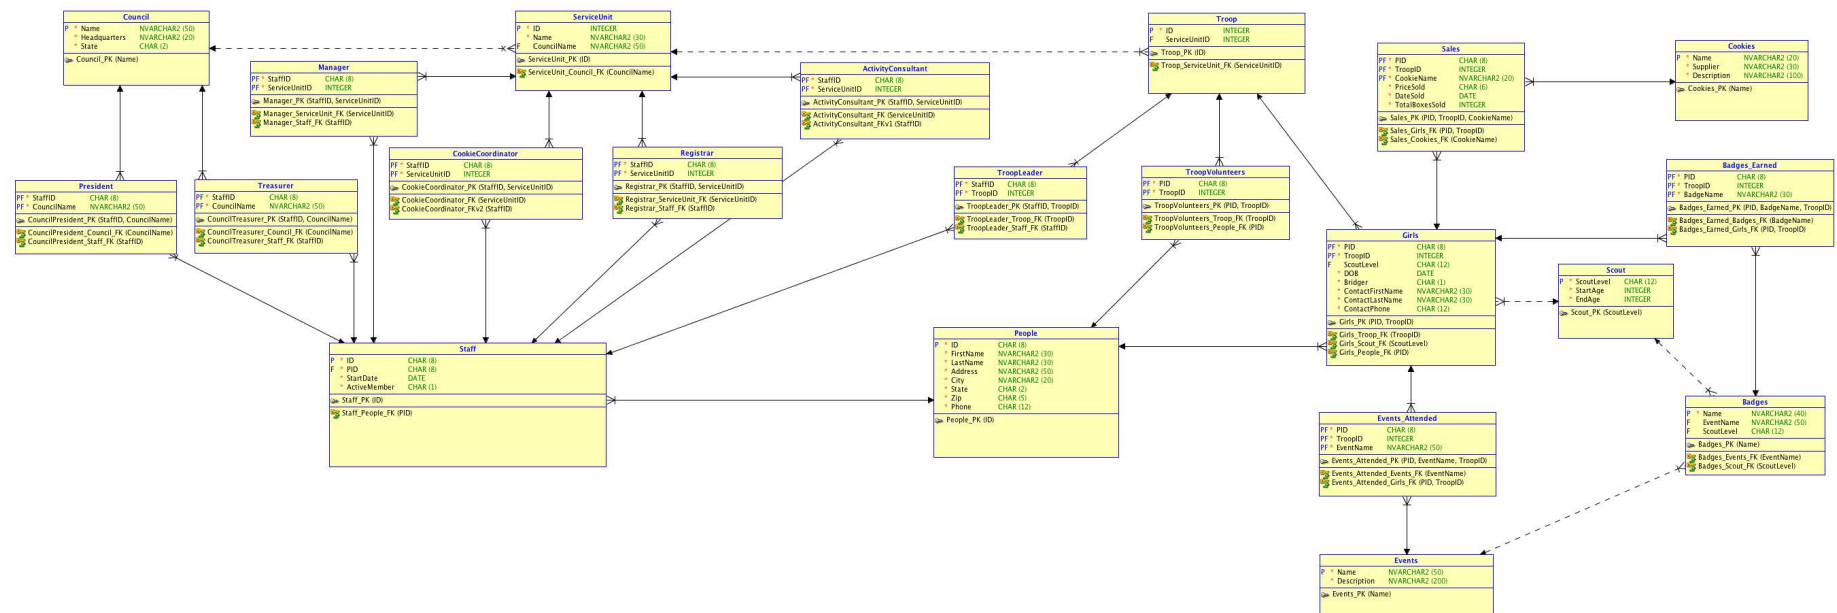 Council
P * Name NVARCHAR2 (50)
* Headquarters NVARCHAR2 (20)
* State CHAR (2)
Council_PK (Name)
ServiceUnit
P * ID INTEGER
* Name NVARCHAR2 (30)
F CouncilName NVARCHAR2 (50)
ServiceUnit_PK (ID)
ServiceUnit_Council_FK (CouncilName)
Troop
P * ID INTEGER
F ServiceUnitID INTEGER
Troop_PK (ID)
Troop_ServiceUnit_FK (ServiceUnitID)
Sales
PF * PID CHAR (8)
PF * TroopID INTEGER
PF * CookieName NVARCHAR2 (20)
* PriceSold CHAR (6)
* DateSold DATE
* TotalBoxesSold INTEGER
Sales_PK (PID, TroopID, CookieName)
Sales_Girls_FK (PID, TroopID)
Sales_Cookies_FK (CookieName)
Cookies
P * Name NVARCHAR2 (20)
* Supplier NVARCHAR2 (30)
* Description NVARCHAR2 (100)
Cookies_PK (Name)
Manager
PF * StaffID CHAR (8)
PF * ServiceUnitID INTEGER
Manager_PK (StaffID, ServiceUnitID)
Manager_ServiceUnit_FK (ServiceUnitID)
Manager_Staff_FK (StaffID)
ActivityConsultant
PF * StaffID CHAR (8)
PF * ServiceUnitID INTEGER
ActivityConsultant_PK (StaffID, ServiceUnitID)
ActivityConsultant_FK (ServiceUnitID)
ActivityConsultant_FKv1 (StaffID)
CookieCoordinator
PF * StaffID CHAR (8)
PF * ServiceUnitID INTEGER
CookieCoordinator_PK (StaffID, ServiceUnitID)
CookieCoordinator_FK (ServiceUnitID)
CookieCoordinator_FKv2 (StaffID)
Registrar
PF * StaffID CHAR (8)
PF * ServiceUnitID INTEGER
Registrar_PK (StaffID, ServiceUnitID)
Registrar_ServiceUnit_FK (ServiceUnitID)
Registrar_Staff_FK (StaffID)
TroopLeader
PF * StaffID CHAR (8)
PF * TroopID INTEGER
TroopLeader_PK (StaffID, TroopID)
TroopLeader_Troop_FK (TroopID)
TroopLeader_Staff_FK (StaffID)
TroopVolunteers
PF * PID CHAR (8)
PF * TroopID INTEGER
TroopVolunteers_PK (PID, TroopID)
TroopVolunteers_Troop_FK (TroopID)
TroopVolunteers_People_FK (PID)
Badges_Earned
PF * PID CHAR (8)
PF * TroopID INTEGER
PF * BadgeName NVARCHAR2 (30)
Badges_Earned_PK (PID, BadgeName, TroopID)
Badges_Earned_Badges_FK (BadgeName)
Badges_Earned_Girls_FK (PID, TroopID)
President
PF * StaffID CHAR (8)
PF * CouncilName NVARCHAR2 (50)
CouncilPresident_PK (StaffID, CouncilName)
CouncilPresident_Council_FK (CouncilName)
CouncilPresident_Staff_FK (StaffID)
Treasurer
PF * StaffID CHAR (8)
PF * CouncilName NVARCHAR2 (50)
CouncilTreasurer_PK (StaffID, CouncilName)
CouncilTreasurer_Council_FK (CouncilName)
CouncilTreasurer_Staff_FK (StaffID)
Girls
PF * PID CHAR (8)
PF * TroopID INTEGER
F ScoutLevel CHAR (12)
* DOB DATE
* Bridger CHAR (1)
* ContactFirstName NVARCHAR2 (30)
* ContactLastName NVARCHAR2 (30)
* ContactPhone CHAR (12)
Girls_PK (PID, TroopID)
Girls_Troop_FK (TroopID)
Girls_Scout_FK (ScoutLevel)
Girls_People_FK (PID)
Scout
P * ScoutLevel CHAR (12)
* StartAge INTEGER
* EndAge INTEGER
Scout_PK (ScoutLevel)
Staff
P * ID CHAR (8)
F * PID CHAR (8)
* StartDate DATE
* ActiveMember CHAR (1)
Staff_PK (ID)
Staff_People_FK (PID)
People
P * ID CHAR (8)
* FirstName NVARCHAR2 (30)
* LastName NVARCHAR2 (30)
* Address NVARCHAR2 (50)
* City NVARCHAR2 (20)
* State CHAR (2)
* Zip CHAR (5)
* Phone CHAR (12)
People_PK (ID)
Events_Attended
PF * PID CHAR (8)
PF * TroopID INTEGER
PF * EventName NVARCHAR2 (50)
Events_Attended_PK (PID, EventName, TroopID)
Events_Attended_Events_FK (EventName)
Events_Attended_Girls_FK (PID, TroopID)
Badges
P * Name NVARCHAR2 (40)
F EventName NVARCHAR2 (50)
F ScoutLevel CHAR (12)
Badges_PK (Name)
Badges_Events_FK (EventName)
Badges_Scout_FK (ScoutLevel)
Events
P * Name NVARCHAR2 (50)
* Description NVARCHAR2 (200)
Events_PK (Name)